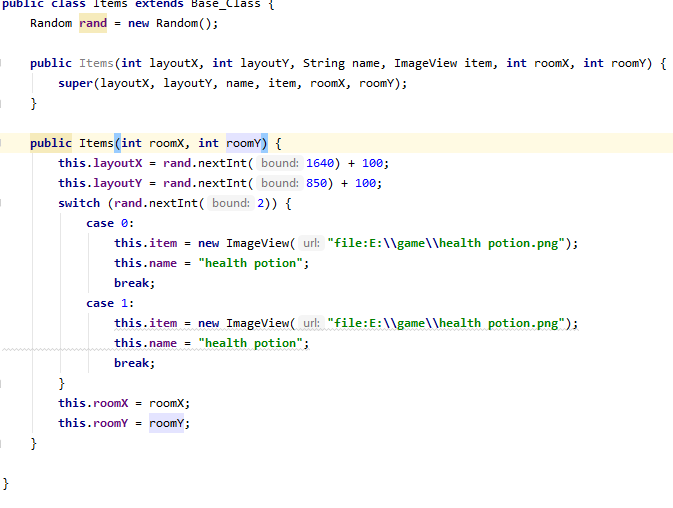 public class Items extends Base_Class {
    Random rand = new Random();

    public Items(int layoutX, int layoutY, String name, ImageView item, int roomX, int roomY) {
        super(layoutX, layoutY, name, item, roomX, roomY);
    }

    public Items(int roomX, int roomY) {
        this.layoutX = rand.nextInt( bound: 1640) + 100;
        this.layoutY = rand.nextInt( bound: 850) + 100;
        switch (rand.nextInt( bound: 2)) {
            case 0:
                this.item = new ImageView( url: "file:E:\\game\\health potion.png");
                this.name = "health potion";
                break;
            case 1:
                this.item = new ImageView( url: "file:E:\\game\\health potion.png");
                this.name = "health potion";
                break;
        }
        this.roomX = roomX;
        this.roomY = roomY;
    }

}